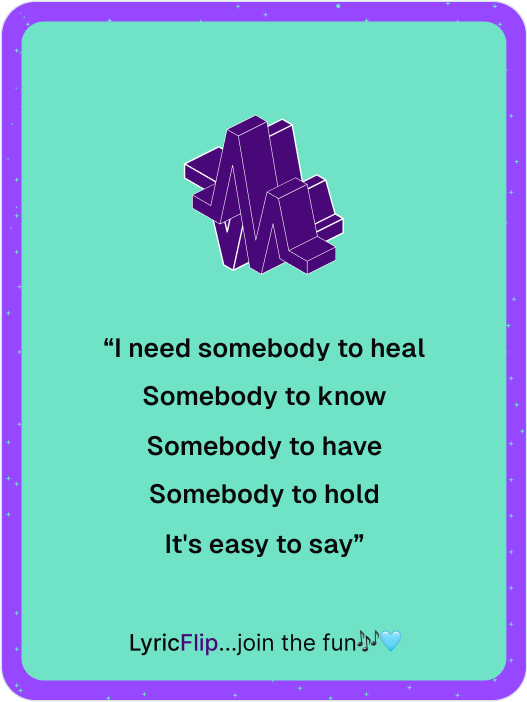 “I need somebody to heal
Somebody to know
Somebody to have
Somebody to hold
It's easy to say”
LyricFlip...join the fun🎶🩵